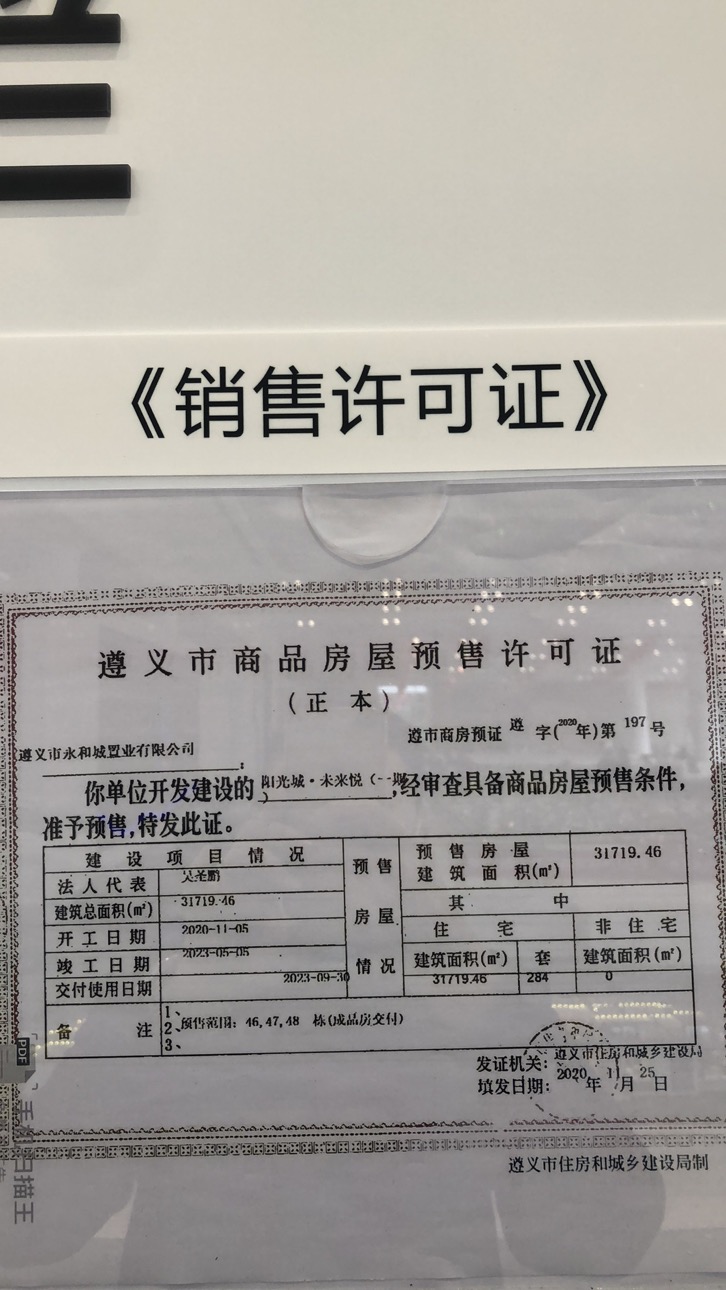 《销售许可证》
遵义市商品房屋预售许可证
(正 本)
遵市商房预证 遵 字(2020年)第 197 号
遵义市永和城置业有限公司:
你单位开发建设的 阳光城·未来悦(一期),经审查具备商品房屋预售条件,
准予预售,特发此证。
建设项目情况
法人代表 吴圣鹏
建筑总面积(㎡) 31719.46
开工日期 2020-11-05
竣工日期 2023-05-05
交付使用日期 2023-09-30
预售房屋情况
预售房屋建筑面积(㎡) 31719.46
其中
住宅 非住宅
建筑面积(㎡) 套 建筑面积(㎡)
31719.46 284 0
备注
1、
2、预售范围:46,47,48 栋(成品房交付)
3、
发证机关: 遵义市住房和城乡建设局
填发日期: 2020年11月25日
遵义市住房和城乡建设局制
PDF
手机扫描王